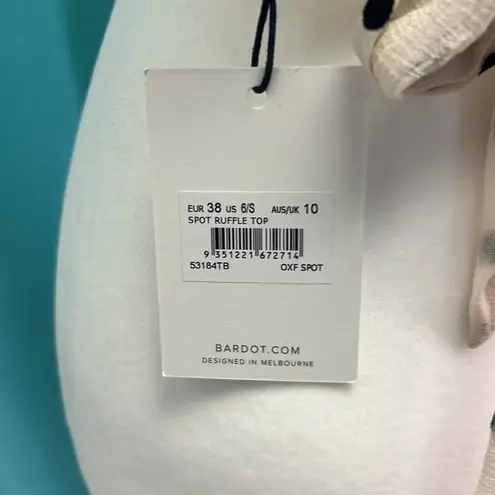 EUR 38 US 6/S AUS/UK 10
SPOT RUFFLE TOP
9 351221 672714
53184TB OXF SPOT
BARDOT.COM
DESIGNED IN MELBOURNE